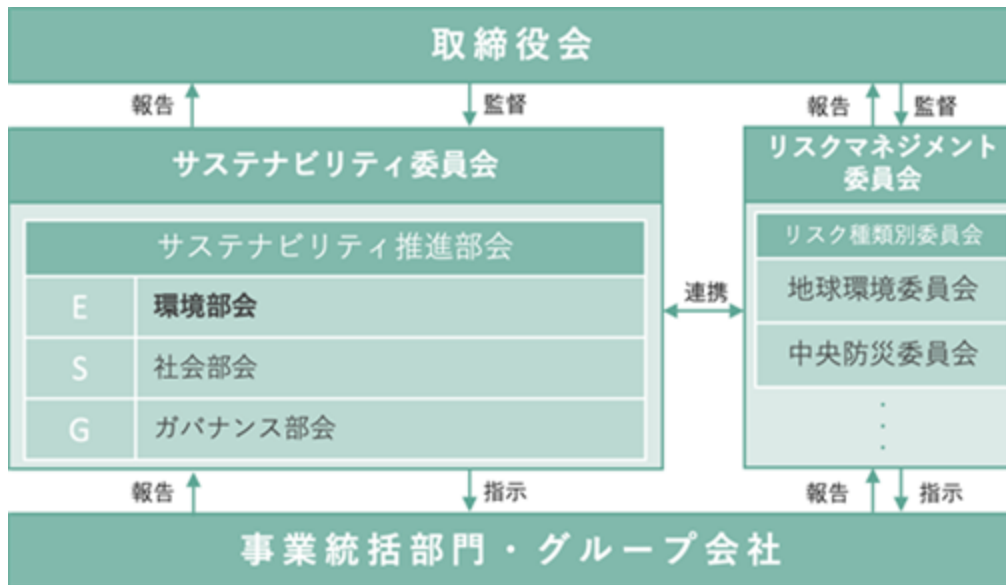 取締役会
報告
監督
報告
監督
サステナビリティ委員会
リスクマネジメント
委員会
サステナビリティ推進部会
E 環境部会
S 社会部会
G ガバナンス部会
連携
リスク種類別委員会
地球環境委員会
中央防災委員会
・
・
・
報告
指示
報告
指示
事業統括部門・グループ会社